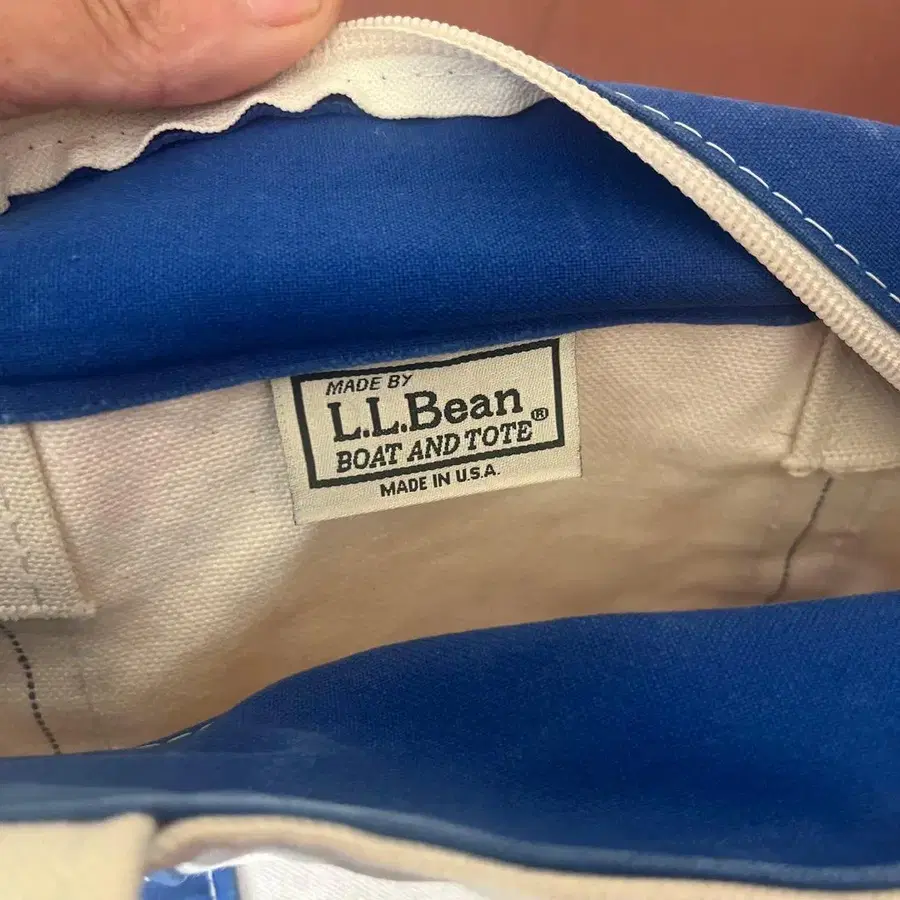 MADE BY
L.L.Bean®
BOAT AND TOTE
MADE IN U.S.A.